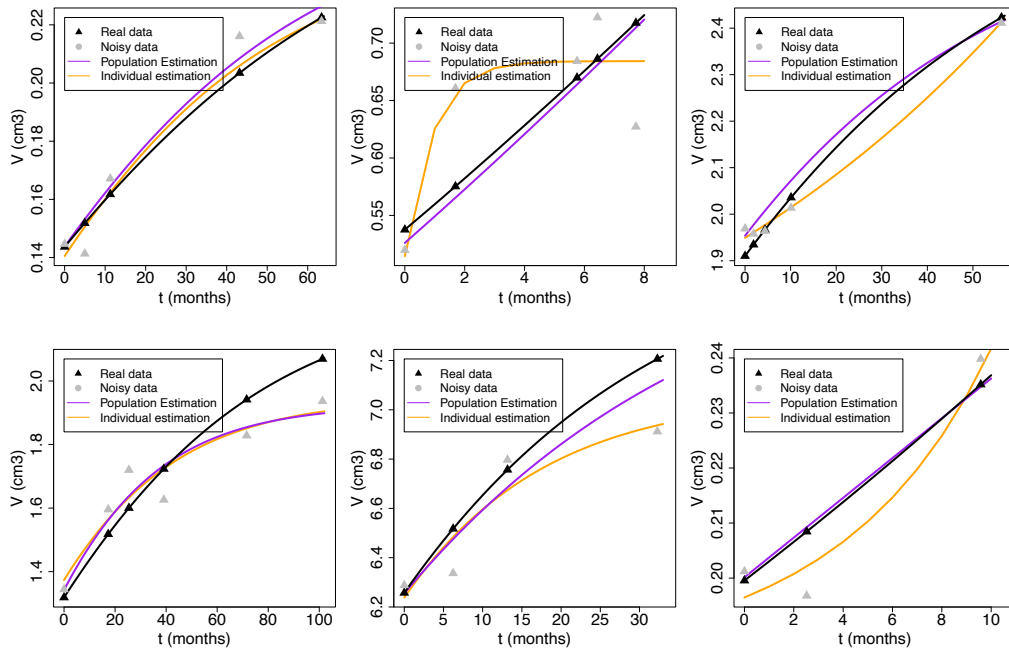 Real data
Noisy data
Population Estimation
Individual estimation
V (cm3)
0.22
0.20
0.18
0.16
0.14
0 10 20 30 40 50 60
t (months)
Real data
Noisy data
Population Estimation
Individual estimation
V (cm3)
0.70
0.65
0.60
0.55
0 2 4 6 8
t (months)
Real data
Noisy data
Population Estimation
Individual estimation
V (cm3)
2.4
2.3
2.2
2.1
2.0
1.9
0 10 20 30 40 50
t (months)
Real data
Noisy data
Population Estimation
Individual estimation
V (cm3)
2.0
1.8
1.6
1.4
0 20 40 60 80 100
t (months)
Real data
Noisy data
Population Estimation
Individual estimation
V (cm3)
7.2
7.0
6.8
6.6
6.4
6.2
0 5 10 15 20 25 30
t (months)
Real data
Noisy data
Population Estimation
Individual estimation
V (cm3)
0.24
0.23
0.22
0.21
0.20
0 2 4 6 8 10
t (months)